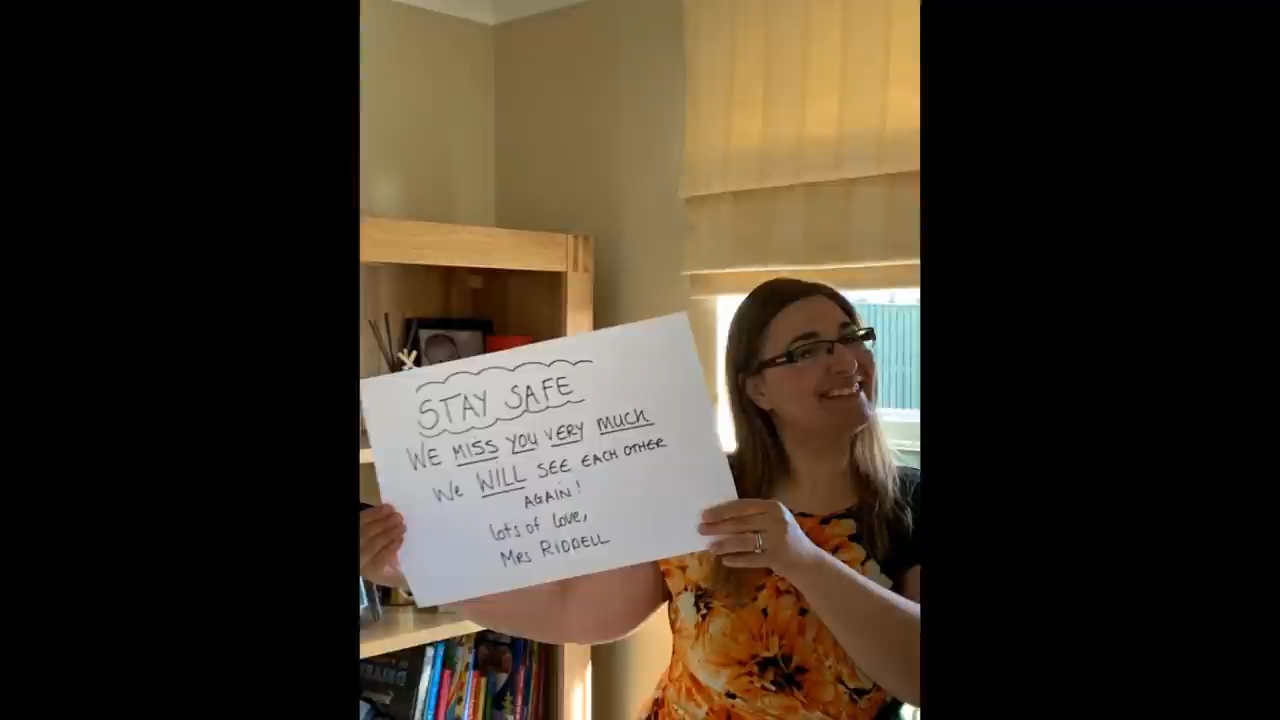 STAY SAFE
WE MISS YOU VERY MUCH
We WILL SEE EACH OTHER
AGAIN!
lots of love,
MRS RIDDELL